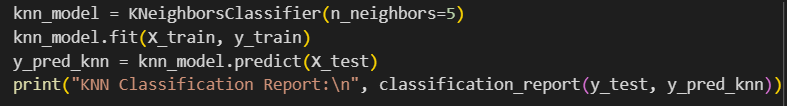 knn_model = KNeighborsClassifier(n_neighbors=5)
knn_model.fit(X_train, y_train)
y_pred_knn = knn_model.predict(X_test)
print("KNN Classification Report:\n", classification_report(y_test, y_pred_knn))